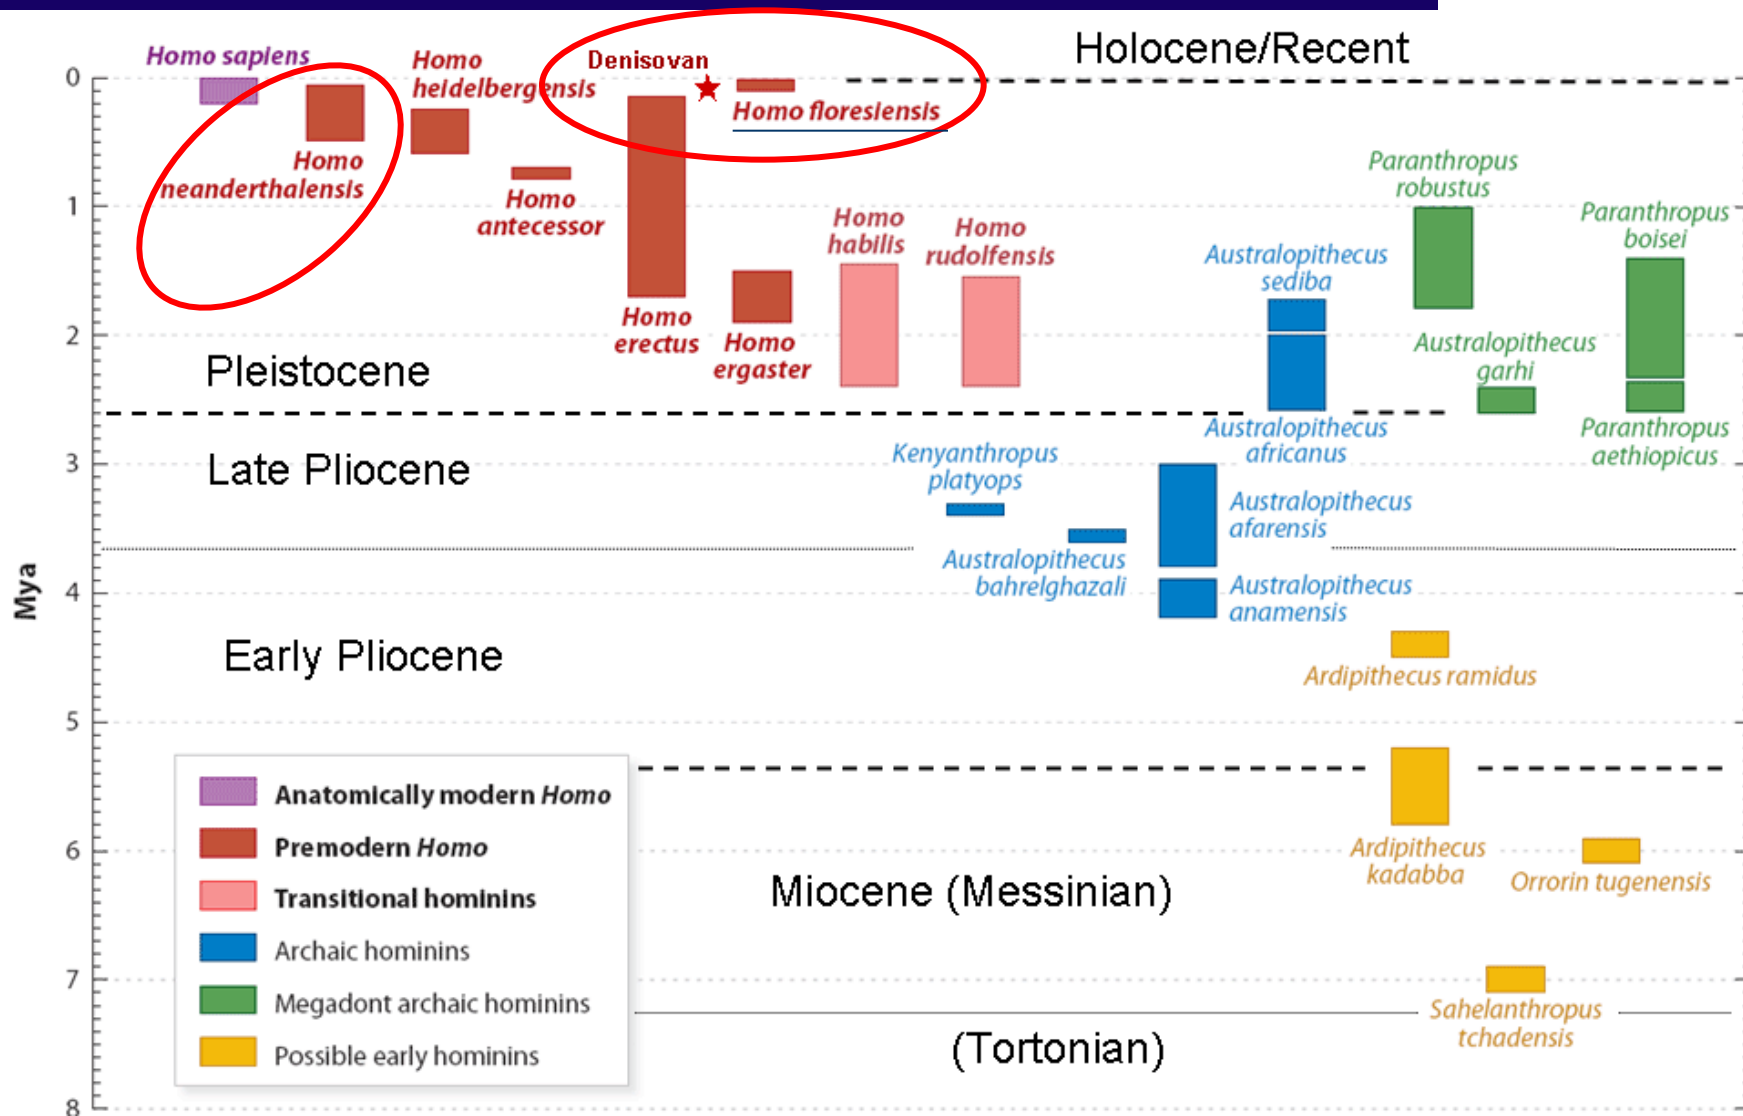 Holocene/Recent
Homo sapiens
Homo
heidelbergensis
Denisovan
Homo floresiensis
Homo
neanderthalensis
Homo
antecessor
Homo
erectus
Homo
ergaster
Homo
habilis
Homo
rudolfensis
Paranthropus
robustus
Paranthropus
boisei
Australopithecus
sediba
Australopithecus
garhi
Pleistocene
Australopithecus
africanus
Paranthropus
aethiopicus
Late Pliocene
Kenyanthropus
platyops
Australopithecus
afarensis
Australopithecus
bahrelghazali
Australopithecus
anamensis
Early Pliocene
Ardipithecus ramidus
Ardipithecus
kadabba
Orrorin tugenensis
Miocene (Messinian)
Sahelanthropus
tchadensis
(Tortonian)
Mya
0
1
2
3
4
5
6
7
8
Anatomically modern Homo
Premodern Homo
Transitional hominins
Archaic hominins
Megadont archaic hominins
Possible early hominins